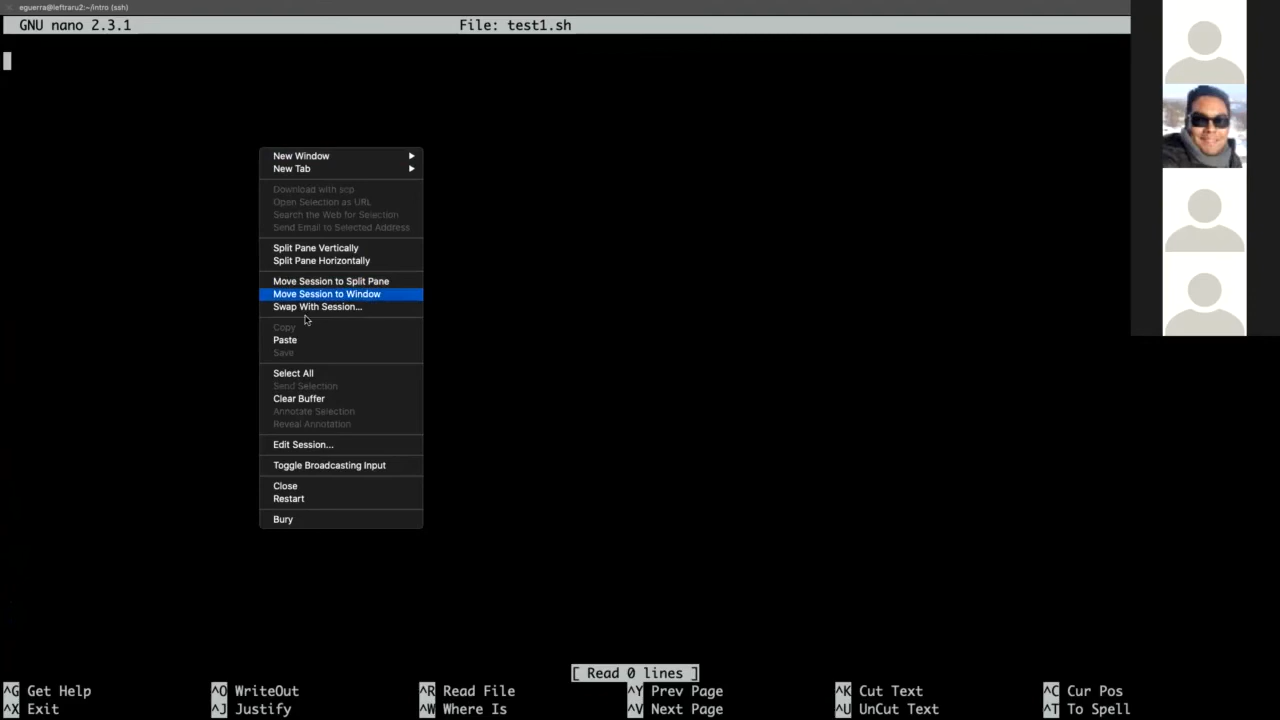 eguerra@leftraru2:~/intro (ssh)
GNU nano 2.3.1 File: test1.sh
New Window
New Tab
Download with scp
Open Selection as URL
Search the Web for Selection
Send Email to Selected Address
Split Pane Vertically
Split Pane Horizontally
Move Session to Split Pane
Move Session to Window
Swap With Session...
Copy
Paste
Save
Select All
Send Selection
Clear Buffer
Annotate Selection
Reveal Annotation
Edit Session...
Toggle Broadcasting Input
Close
Restart
Bury
[ Read 0 lines ]
^G Get Help ^O WriteOut ^R Read File ^Y Prev Page ^K Cut Text ^C Cur Pos
^X Exit ^J Justify ^W Where Is ^V Next Page ^U UnCut Text ^T To Spell